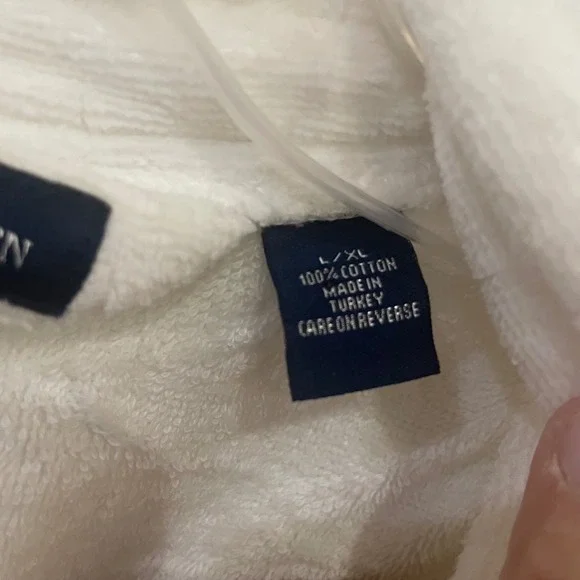 L/XL
100% COTTON
MADE IN
TURKEY
CARE ON REVERSE